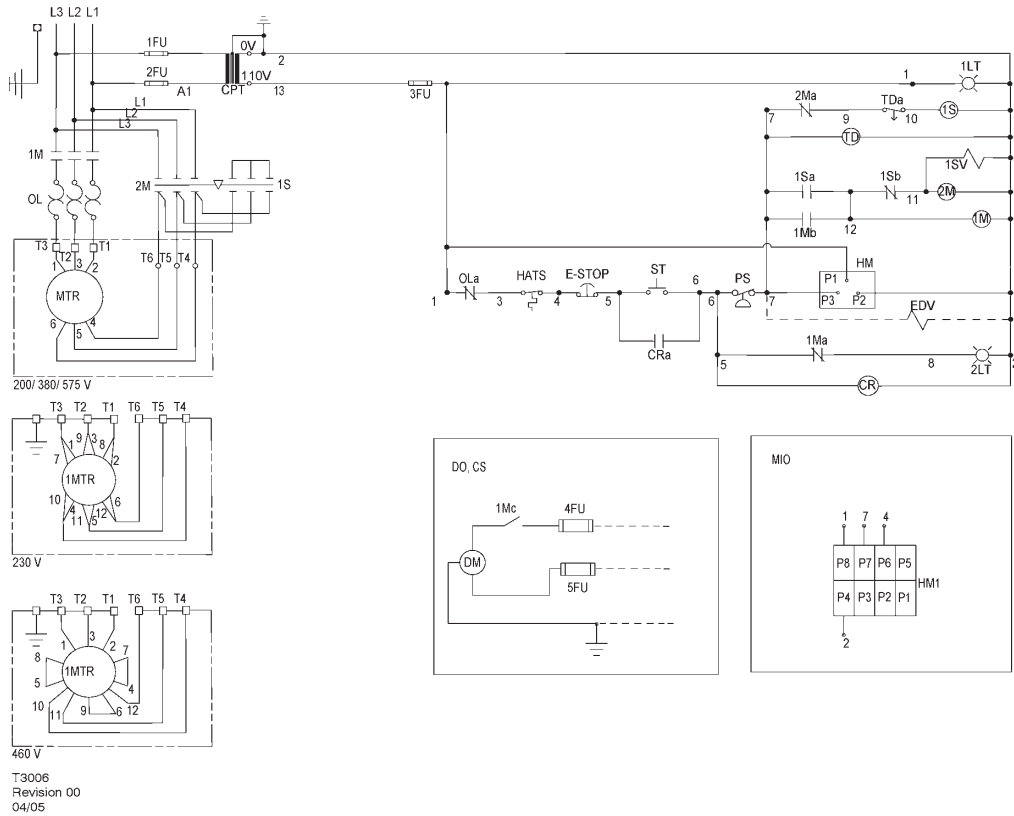 L3 L2 L1
1FU
0V
2
1LT
2FU
A1
CPT
110V
13
3FU
1
L1
L2
L3
7
2Ma
9
TDa
10
1S
TD
1M
2M
1S
1SV
OL
1Sa
1Sb
11
2M
1Mb
12
1M
T3 T2 T1
T6 T5 T4
1 3 2
MTR
6 5 4
200/ 380/ 575 V
1
OLa
3
HATS
4
E-STOP
5
ST
6
6
PS
7
P1
HM
P3
P2
EDV
CRa
5
1Ma
8
2LT
2
CR
T3 T2 T1 T6 T5 T4
7 1 9 3 8 2
1MTR
10 4 11 5 12 6
230 V
T3 T2 T1 T6 T5 T4
1 3 2
8 7
1MTR
5 4
10 11 9 6 12
460 V
DO, CS
1Mc
4FU
DM
5FU
MIO
1 7 4
P8 P7 P6 P5
HM1
P4 P3 P2 P1
2
T3006
Revision 00
04/05